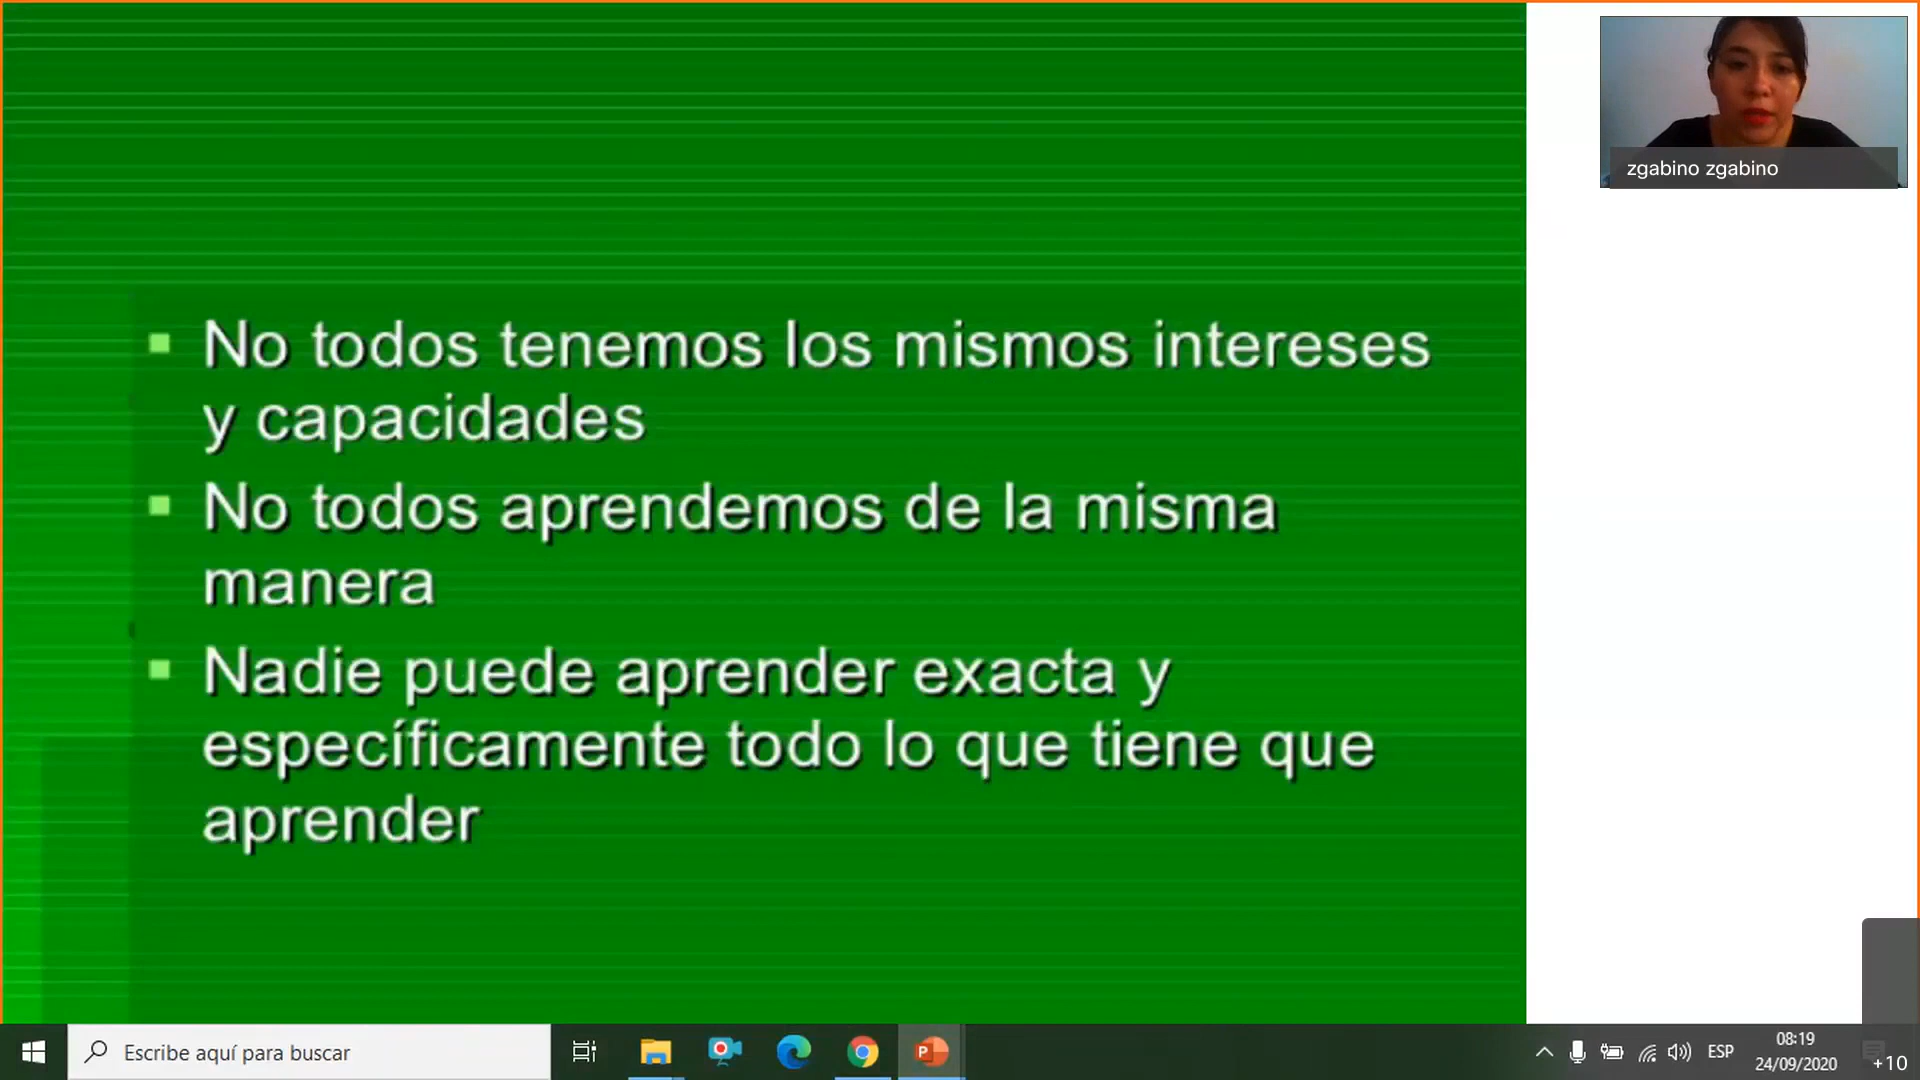 zgabino zgabino
No todos tenemos los mismos intereses
y capacidades
No todos aprendemos de la misma
manera
Nadie puede aprender exacta y
específicamente todo lo que tiene que
aprender
Escribe aquí para buscar
ESP
08:19
24/09/2020
+10